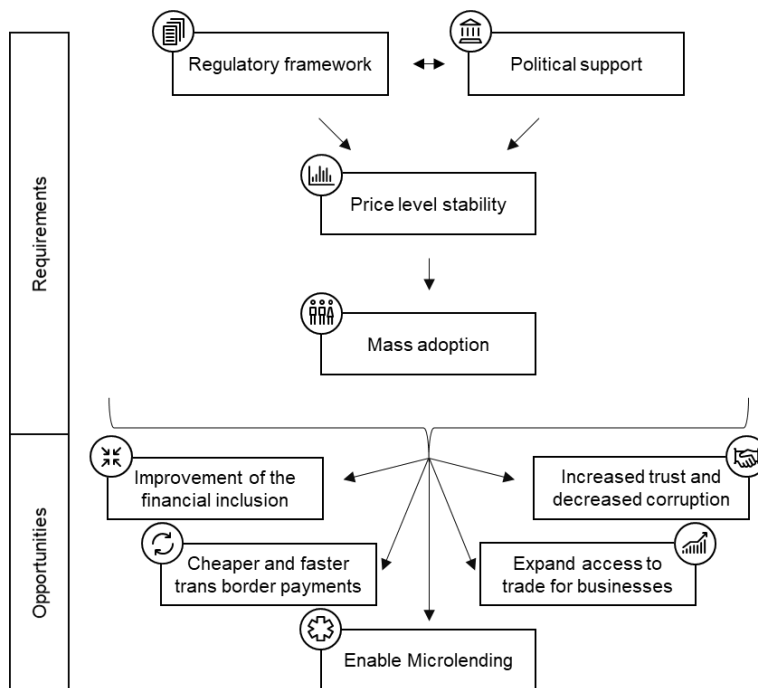 Requirements
Regulatory framework
Political support
Price level stability
Mass adoption
Opportunities
Improvement of the
financial inclusion
Increased trust and
decreased corruption
Cheaper and faster
trans border payments
Expand access to
trade for businesses
Enable Microlending